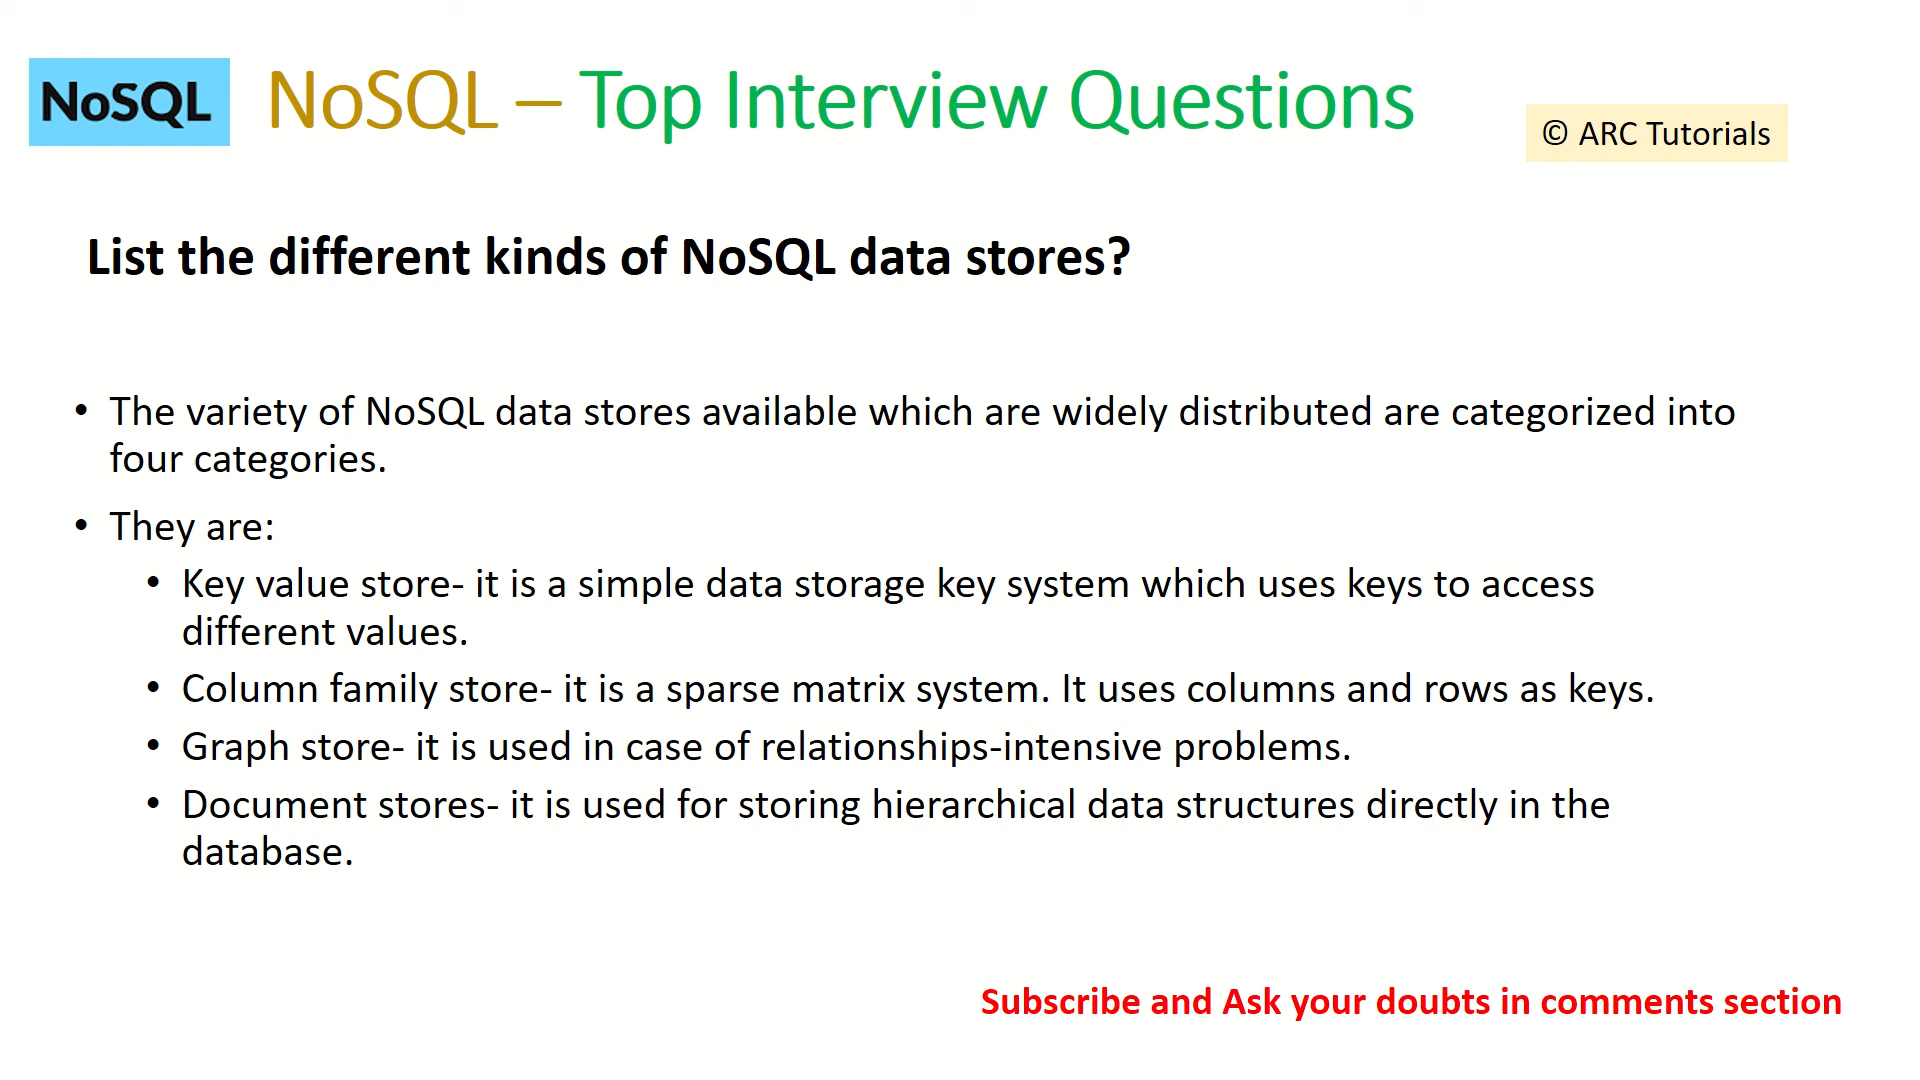 NoSQL
NoSQL – Top Interview Questions
© ARC Tutorials
List the different kinds of NoSQL data stores?
• The variety of NoSQL data stores available which are widely distributed are categorized into
four categories.
• They are:
• Key value store- it is a simple data storage key system which uses keys to access
different values.
• Column family store- it is a sparse matrix system. It uses columns and rows as keys.
• Graph store- it is used in case of relationships-intensive problems.
• Document stores- it is used for storing hierarchical data structures directly in the
database.
Subscribe and Ask your doubts in comments section